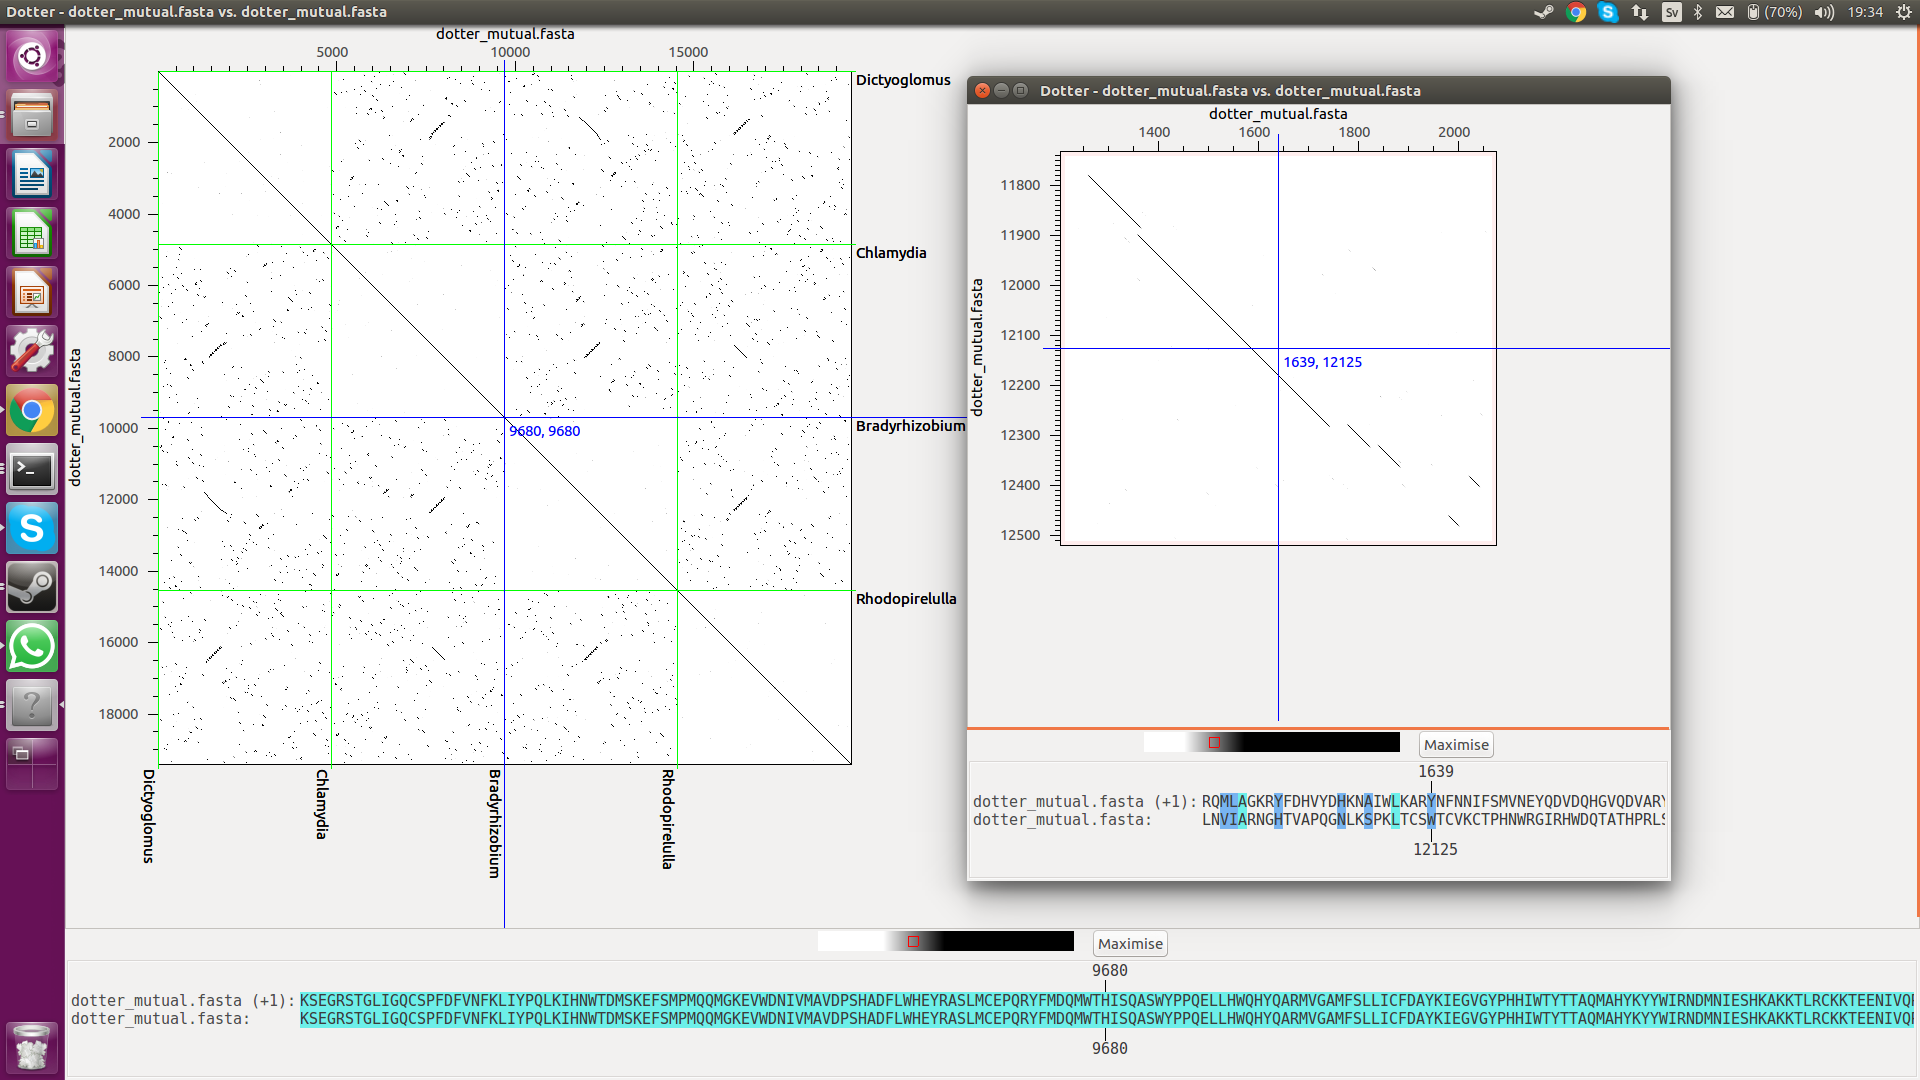 Dotter - dotter_mutual.fasta vs. dotter_mutual.fasta
Sv
(70%)
19:34
dotter_mutual.fasta
5000 10000 15000
Dictyoglomus
2000
4000
Chlamydia
6000
8000
dotter_mutual.fasta
10000
Bradyrhizobium
9680, 9680
12000
14000
Rhodopirelulla
16000
18000
Dictyoglomus
Chlamydia
Bradyrhizobium
Rhodopirelulla
Dotter - dotter_mutual.fasta vs. dotter_mutual.fasta
dotter_mutual.fasta
1400 1600 1800 2000
11800
11900
12000
dotter_mutual.fasta
12100
1639, 12125
12200
12300
12400
12500
Maximise
1639
dotter_mutual.fasta (+1): RQMLAGKRYFDHVYDHKNAIWLKARYNFNNIFSMVNEYQDVDQHGVQDVARY
dotter_mutual.fasta: LNVIARNGHTVAPQGNLKSPKLTCSWTCVKCTPHNWRGIRHWDQTATHPRLS
12125
Maximise
9680
dotter_mutual.fasta (+1): KSEGRSTGLIGQCSPFDFVNFKLIYPQLKIHNWTDMSKEFSMPMQQMGKEVWDNIVMAVDPSHADFLWHEYRASLMCEPQRYFMDQMWTHISQASWYPPQELLHWQHYQARMVGAMFSLLICFDAYKIEGVGYPHHIWTYTTAQMAHYKYYWIRNDMNIESHKAKKTLRCKKTEENIVQ
dotter_mutual.fasta: KSEGRSTGLIGQCSPFDFVNFKLIYPQLKIHNWTDMSKEFSMPMQQMGKEVWDNIVMAVDPSHADFLWHEYRASLMCEPQRYFMDQMWTHISQASWYPPQELLHWQHYQARMVGAMFSLLICFDAYKIEGVGYPHHIWTYTTAQMAHYKYYWIRNDMNIESHKAKKTLRCKKTEENIVQ
9680